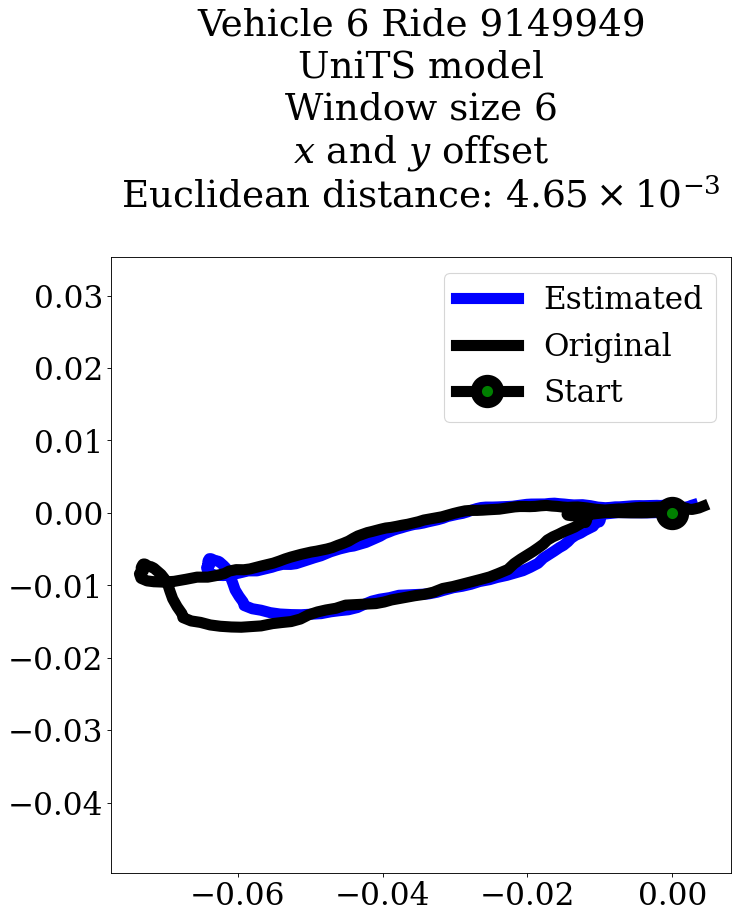 Vehicle 6 Ride 9149949
UniTS model
Window size 6
x and y offset
Euclidean distance: 4.65 × 10⁻³
Estimated
Original
Start
0.03
0.02
0.01
0.00
−0.01
−0.02
−0.03
−0.04
−0.06 −0.04 −0.02 0.00